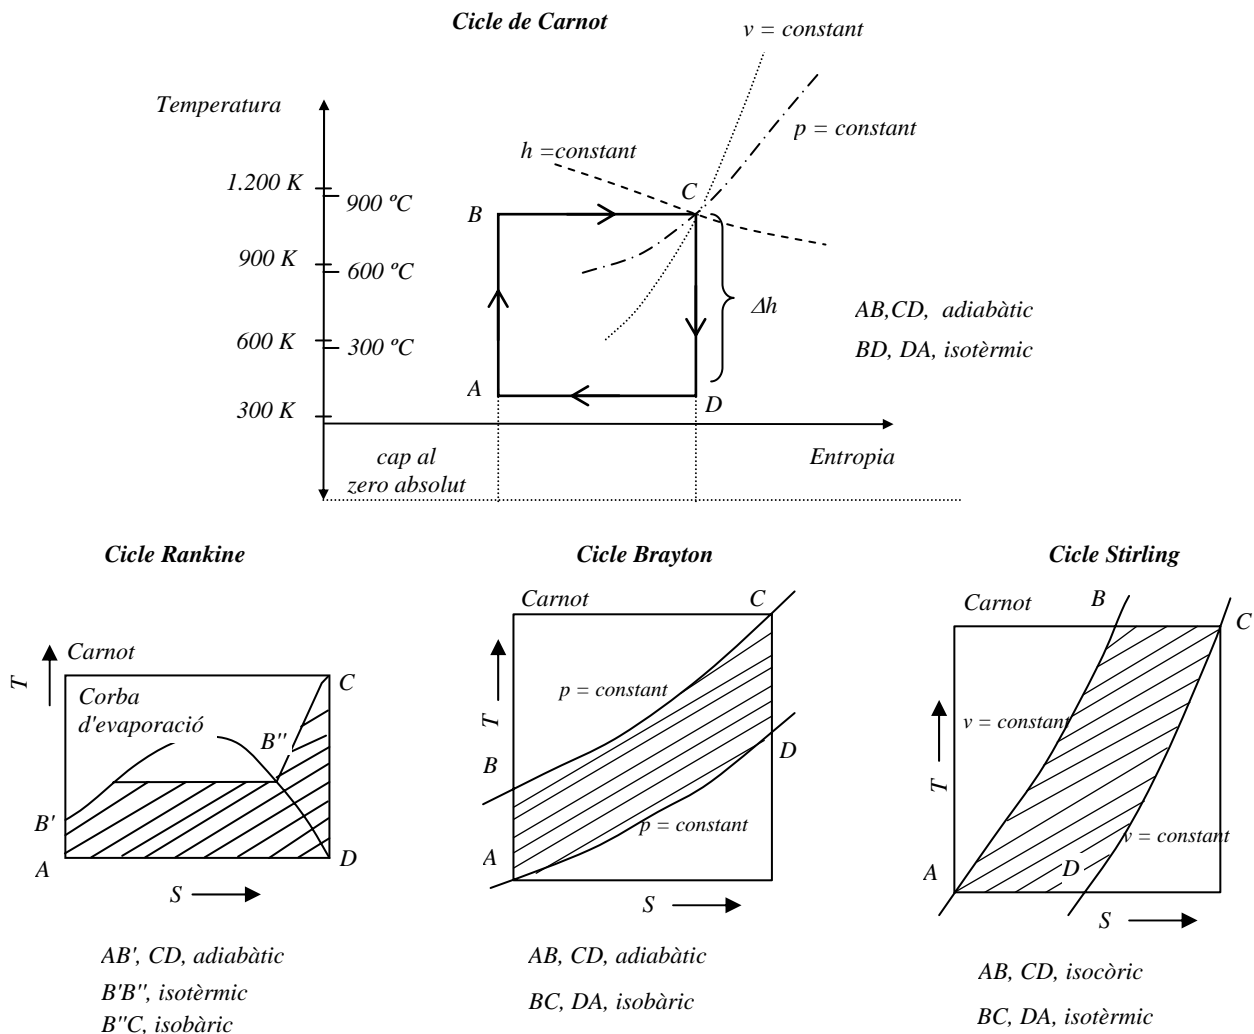 Cicle de Carnot
v = constant
Temperatura
p = constant
h =constant
1.200 K
900 ºC
B
C
900 K
600 ºC
Δh
AB,CD, adiabàtic
600 K
300 ºC
BD, DA, isotèrmic
A
D
300 K
cap al
zero absolut
Entropia
Cicle Rankine
Carnot
T
Corba
d'evaporació
C
B''
B'
A
D
S
AB', CD, adiabàtic
B'B'', isotèrmic
B''C, isobàric
Cicle Brayton
Carnot
C
p = constant
T
B
D
p = constant
A
S
AB, CD, adiabàtic
BC, DA, isobàric
Cicle Stirling
Carnot
B
C
v = constant
T
v = constant
A
D
S
AB, CD, isocòric
BC, DA, isotèrmic